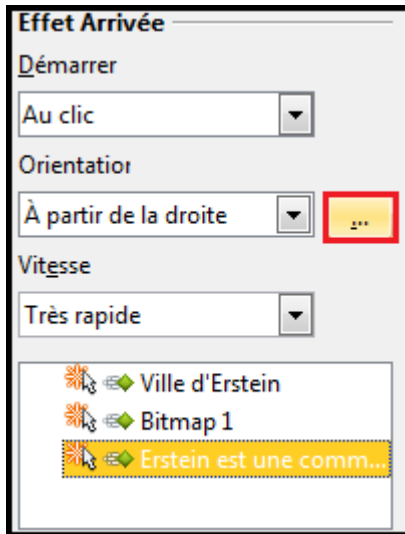 Effet Arrivée
Démarrer
Au clic
Orientation
À partir de la droite
...
Vitesse
Très rapide
Ville d'Erstein
Bitmap 1
Erstein est une comm...